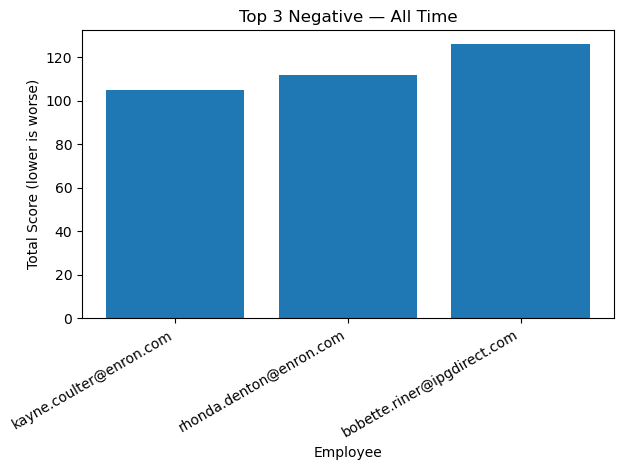 Top 3 Negative — All Time
Total Score (lower is worse)
120
100
80
60
40
20
0
kayne.coulter@enron.com
rhonda.denton@enron.com
bobette.riner@ipgdirect.com
Employee